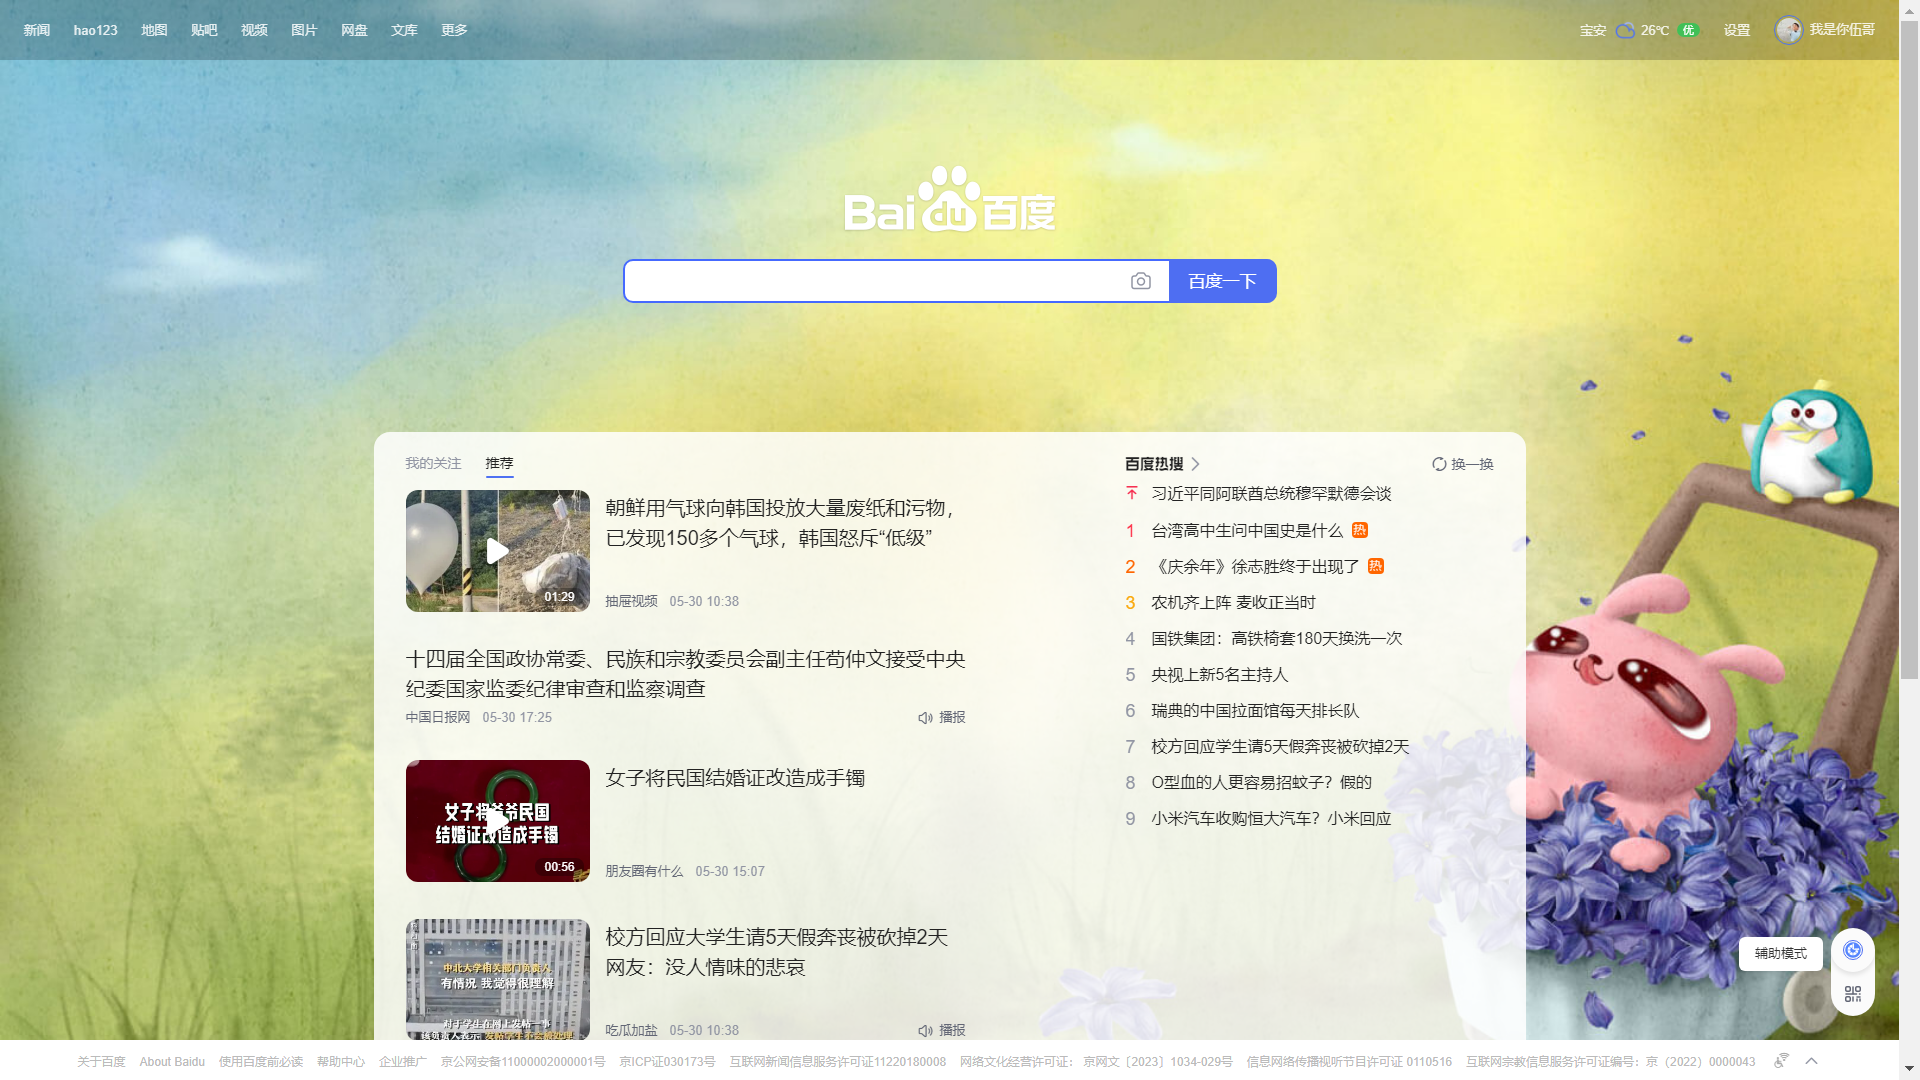 新闻
hao123
地图
贴吧
视频
图片
网盘
文库
更多
宝安
26℃
优
设置
我是你伍哥
Bai du 百度
百度一下
我的关注
推荐
01:29
朝鲜用气球向韩国投放大量废纸和污物，
已发现150多个气球，韩国怒斥“低级”
抽屉视频 05-30 10:38
十四届全国政协常委、民族和宗教委员会副主任苟仲文接受中央
纪委国家监委纪律审查和监察调查
中国日报网 05-30 17:25
播报
女子将爷爷民国
结婚证改造成手镯
00:56
女子将民国结婚证改造成手镯
朋友圈有什么 05-30 15:07
中北大学相关部门负责人
有情况 我觉得很理解
对于学生在网上发帖一事
校方回应大学生请5天假奔丧被砍掉2天
网友：没人情味的悲哀
吃瓜加盐 05-30 10:38
播报
百度热搜
换一换
习近平同阿联酋总统穆罕默德会谈
1 台湾高中生问中国史是什么 热
2 《庆余年》徐志胜终于出现了 热
3 农机齐上阵 麦收正当时
4 国铁集团：高铁椅套180天换洗一次
5 央视上新5名主持人
6 瑞典的中国拉面馆每天排长队
7 校方回应学生请5天假奔丧被砍掉2天
8 O型血的人更容易招蚊子？假的
9 小米汽车收购恒大汽车？小米回应
辅助模式
关于百度 About Baidu 使用百度前必读 帮助中心 企业推广 京公网安备11000002000001号 京ICP证030173号 互联网新闻信息服务许可证11220180008 网络文化经营许可证： 京网文〔2023〕1034-029号 信息网络传播视听节目许可证 0110516 互联网宗教信息服务许可证编号：京（2022）0000043